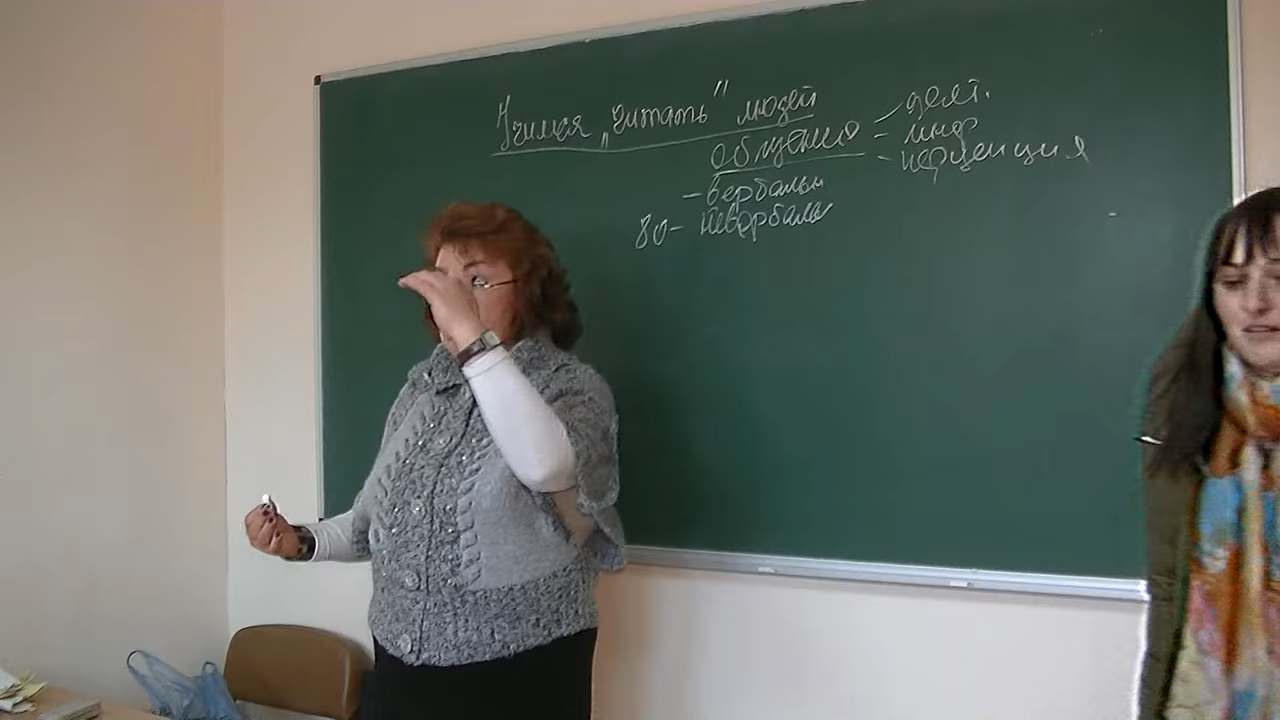 Учимся „читать" людей
общение - деят.
- инф
- перцепция
- вербальн
80 - невербальн